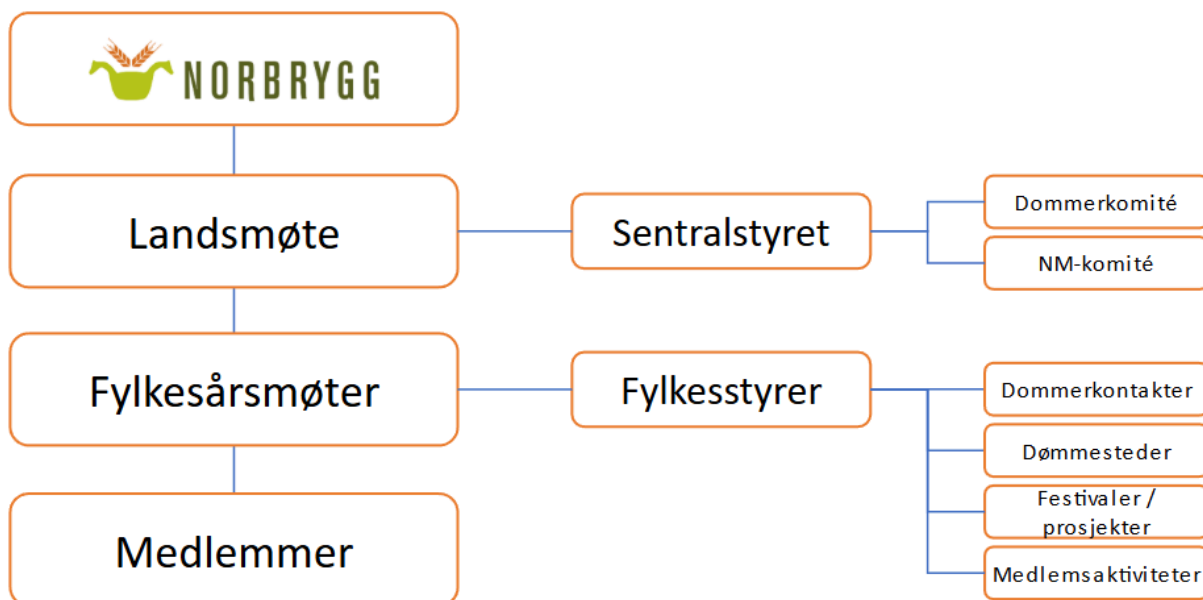 NORBRYGG
Landsmøte
Sentralstyret
Dommerkomité
NM-komité
Fylkesårsmøter
Fylkesstyrer
Dommerkontakter
Dømmesteder
Festivaler /
prosjekter
Medlemsaktiviteter
Medlemmer